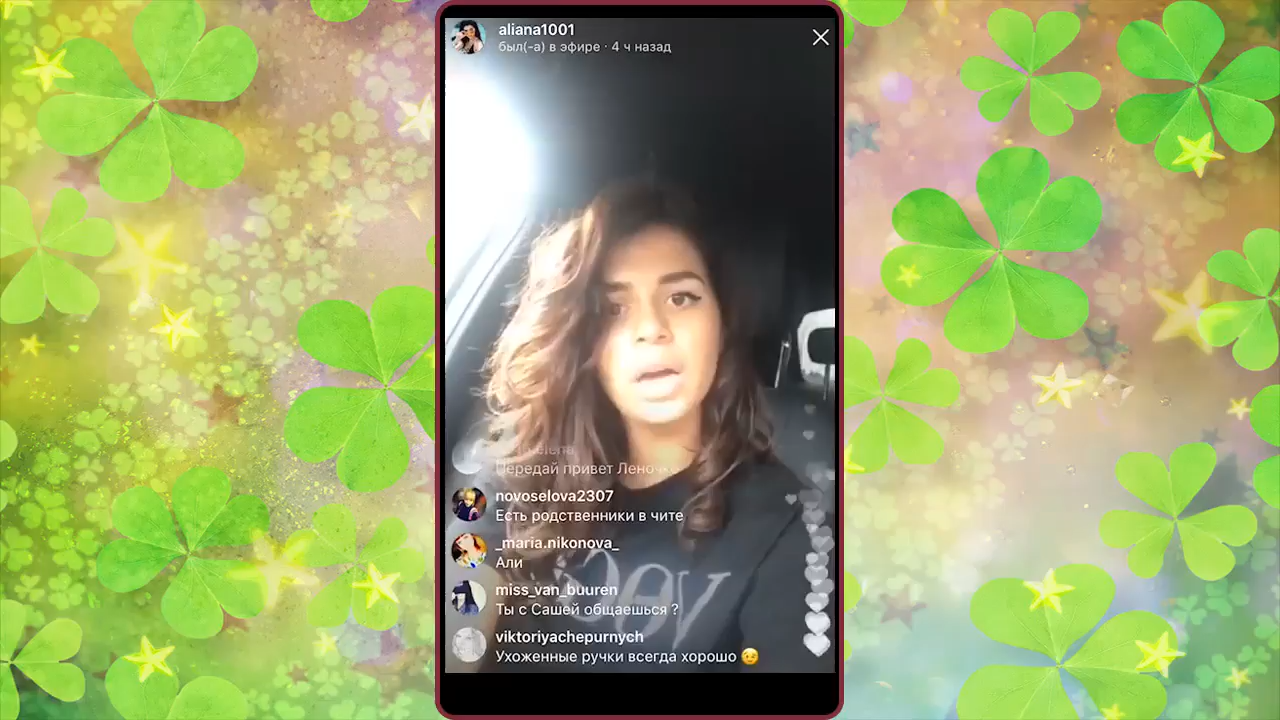 aliana1001
был(-а) в эфире · 4 ч назад
Передай привет Леночке
novoselova2307
Есть родственники в чите
_maria.nikonova_
Али
miss_van_buuren
Ты с Сашей общаешься ?
viktoriyachepurnych
Ухоженные ручки всегда хорошо 😉